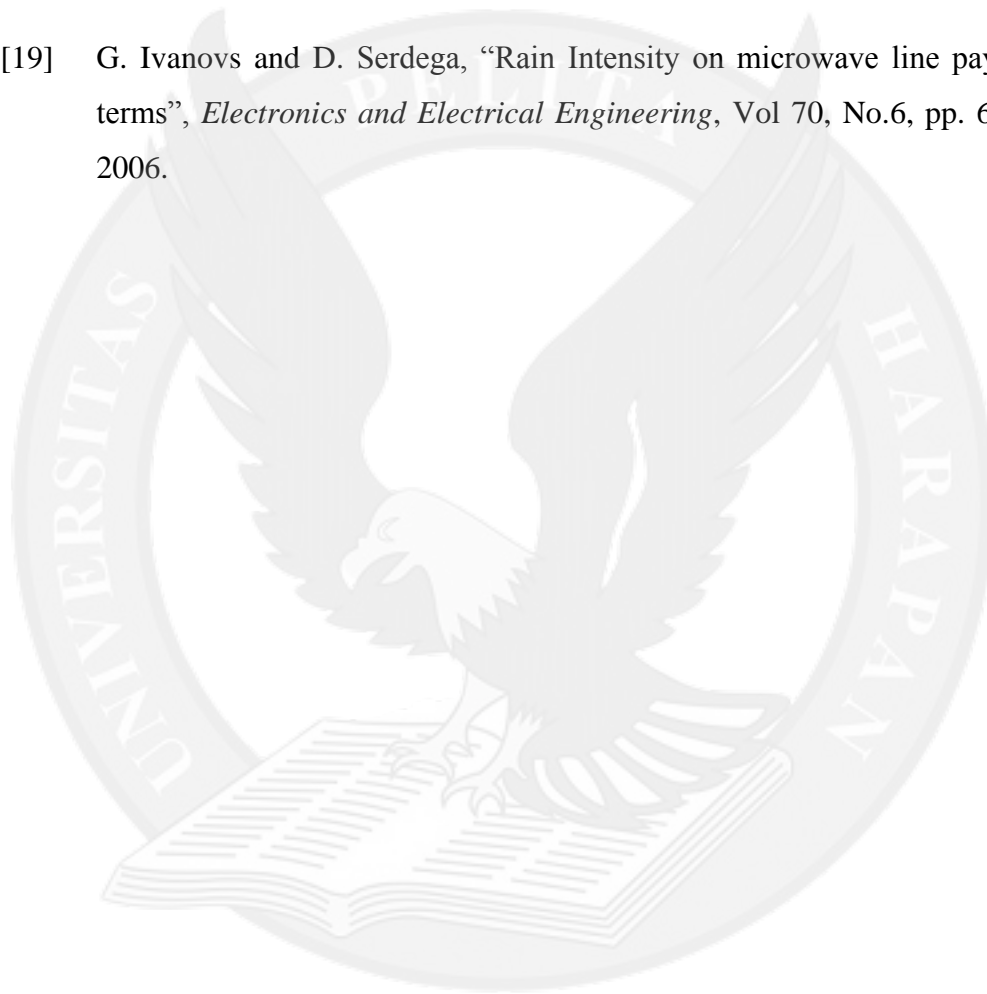 [19] G. Ivanovs and D. Serdega, “Rain Intensity on microwave line pay
terms”, Electronics and Electrical Engineering, Vol 70, No.6, pp. 6
2006.
UNIVERSITAS PELITA HARAPAN